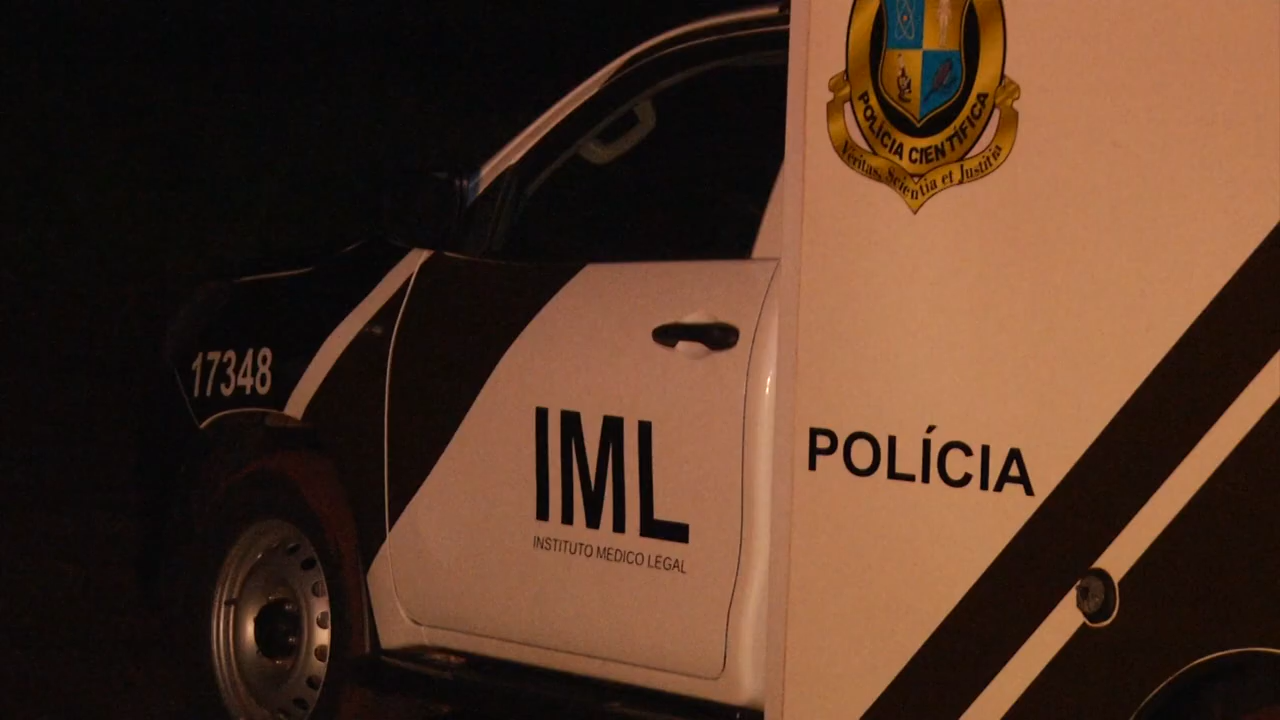 POLÍCIA CIENTÍFICA
Veritas, Scientia et Justitia
17348
IML
INSTITUTO MEDICO LEGAL
POLÍCIA